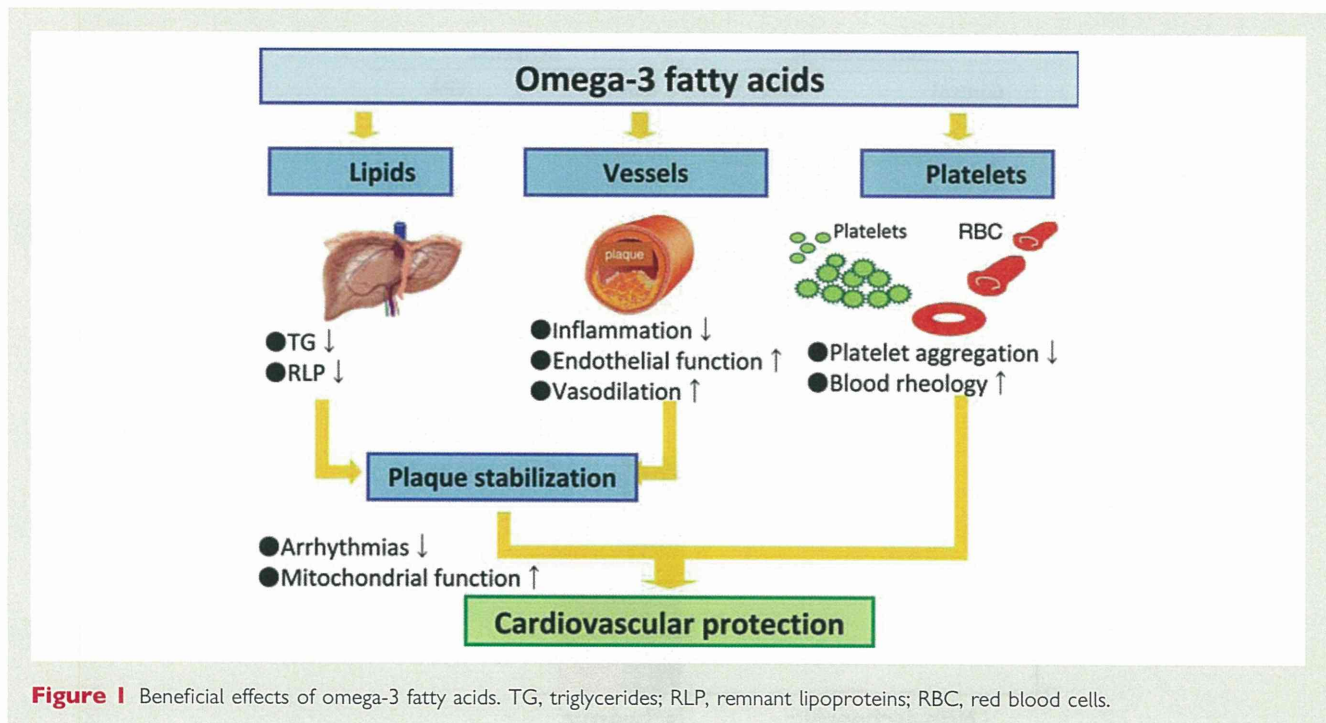 Omega-3 fatty acids
Lipids
Vessels
Platelets
plaque
Platelets
RBC
●TG ↓
●RLP ↓
●Inflammation ↓
●Endothelial function ↑
●Vasodilation ↑
●Platelet aggregation ↓
●Blood rheology ↑
Plaque stabilization
●Arrhythmias ↓
●Mitochondrial function ↑
Cardiovascular protection
Figure 1 Beneficial effects of omega-3 fatty acids. TG, triglycerides; RLP, remnant lipoproteins; RBC, red blood cells.